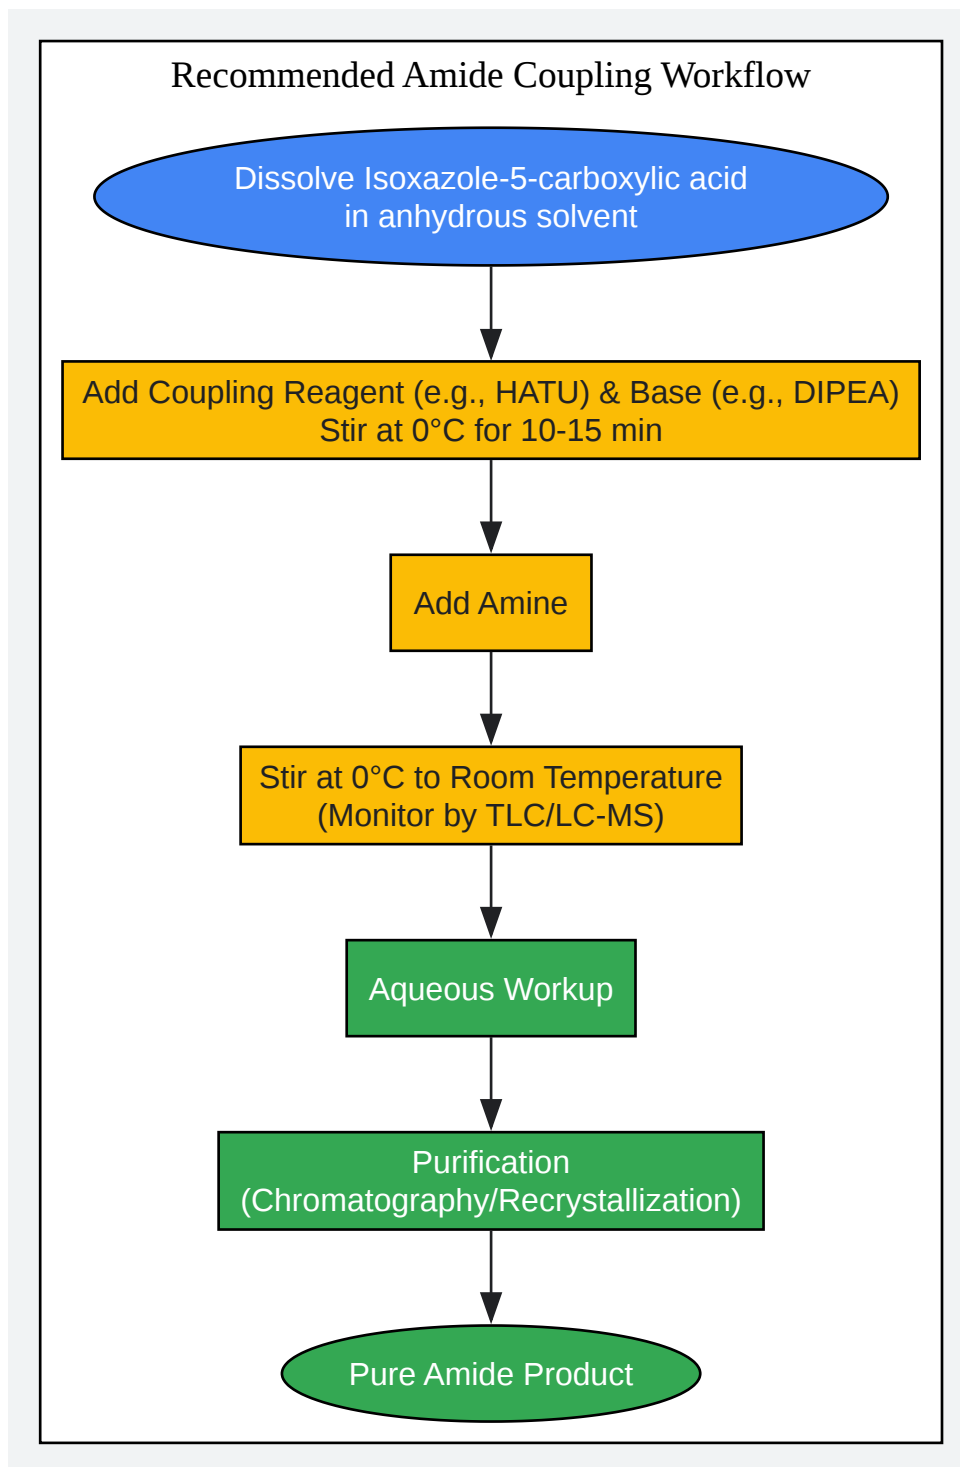 Recommended Amide Coupling Workflow
Dissolve Isoxazole-5-carboxylic acid
in anhydrous solvent
Add Coupling Reagent (e.g., HATU) & Base (e.g., DIPEA)
Stir at 0°C for 10-15 min
Add Amine
Stir at 0°C to Room Temperature
(Monitor by TLC/LC-MS)
Aqueous Workup
Purification
(Chromatography/Recrystallization)
Pure Amide Product